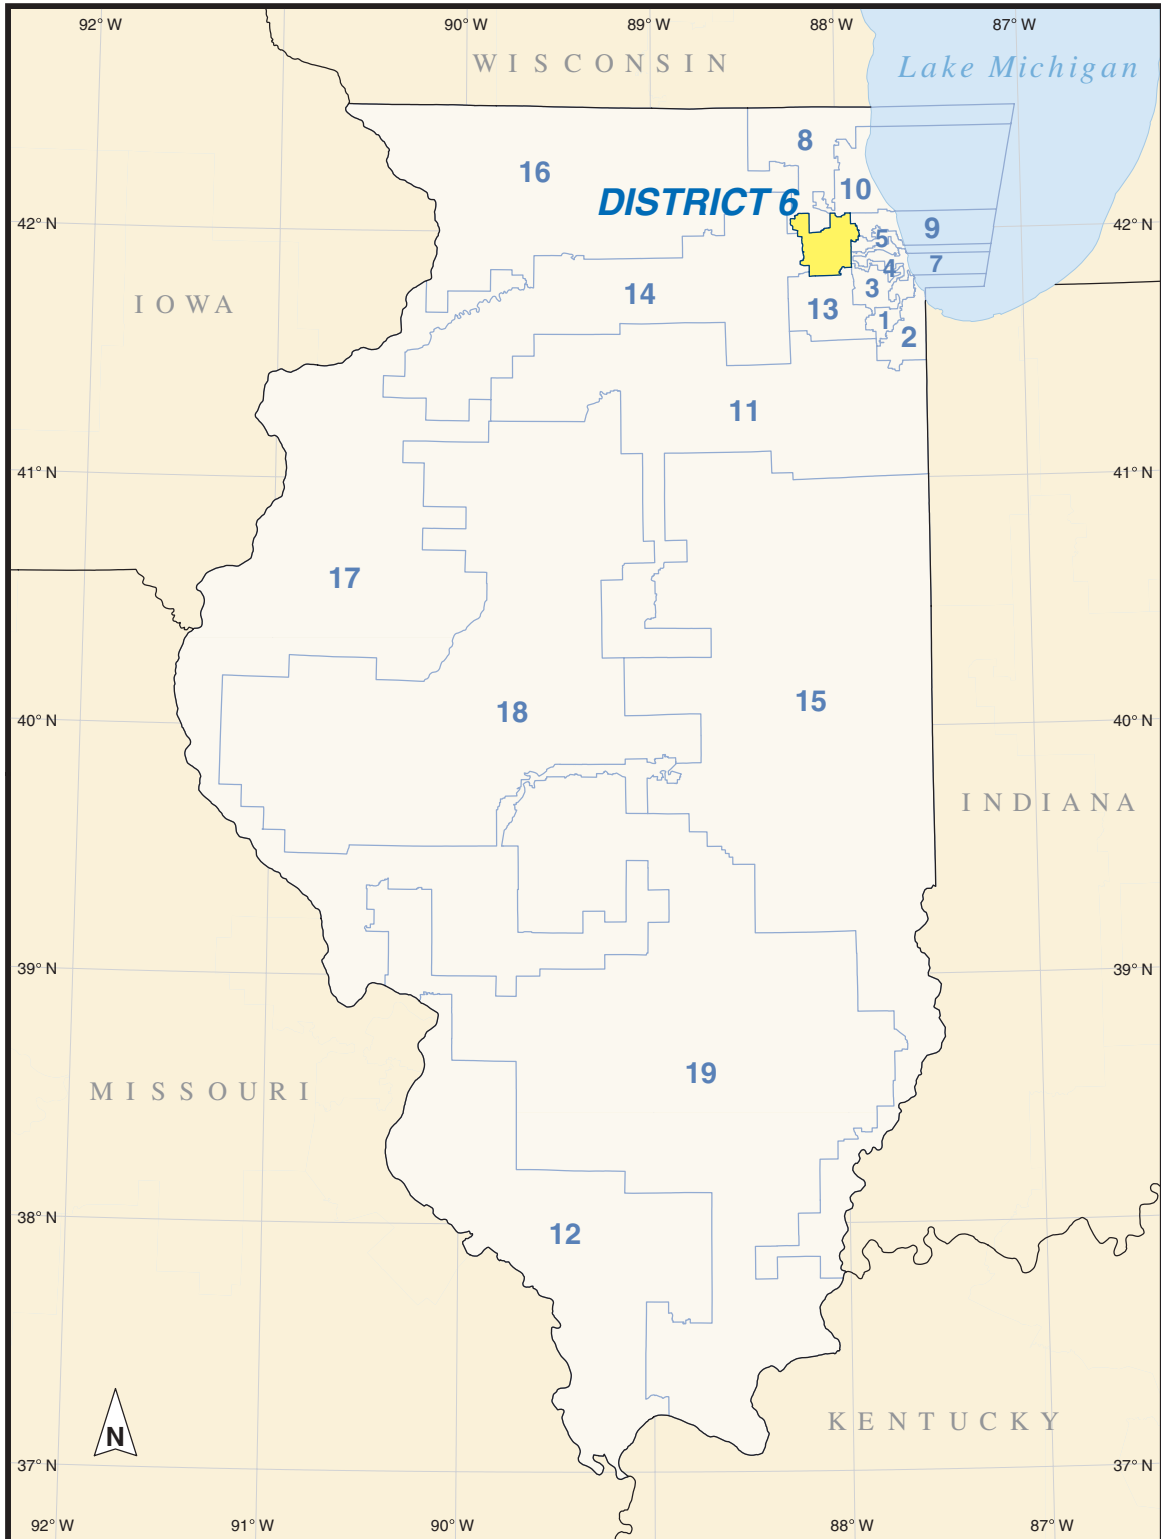 92° W
90° W
89° W
88° W
87° W
WISCONSIN
Lake Michigan
8
16
10
DISTRICT 6
42° N
42° N
9
5
7
4
14
3
IOWA
13
1
2
11
41° N
41° N
17
15
18
40° N
40° N
INDIANA
39° N
39° N
19
MISSOURI
38° N
38° N
12
KENTUCKY
N
37° N
37° N
92° W
91° W
90° W
88° W
87° W